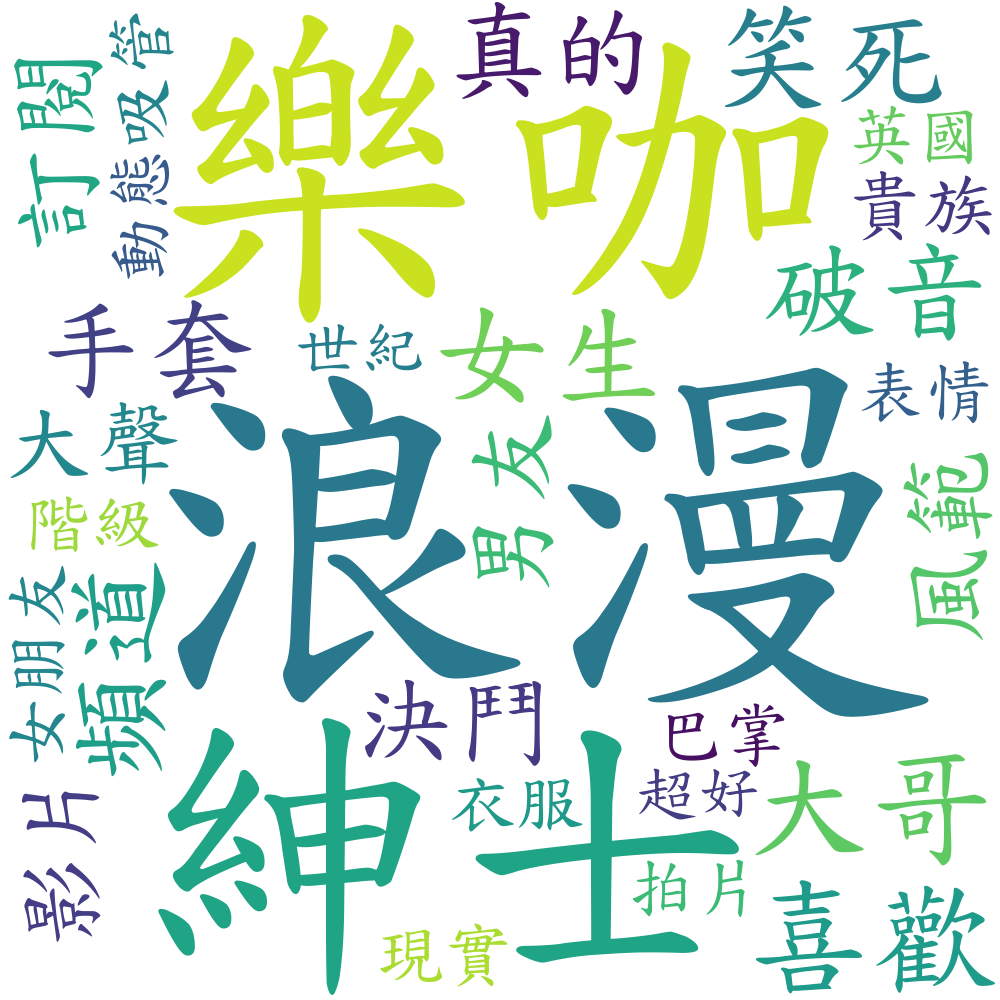 樂咖
真的
笑死
訂閱
動態吸管
英國
貴族
破音
手套
世紀
女生
表情
浪漫
大聲
男友
風範
階級
女朋友
頻道
決鬥
巴掌
紳士
衣服
超好
大哥
影片
拍片
喜歡
現實